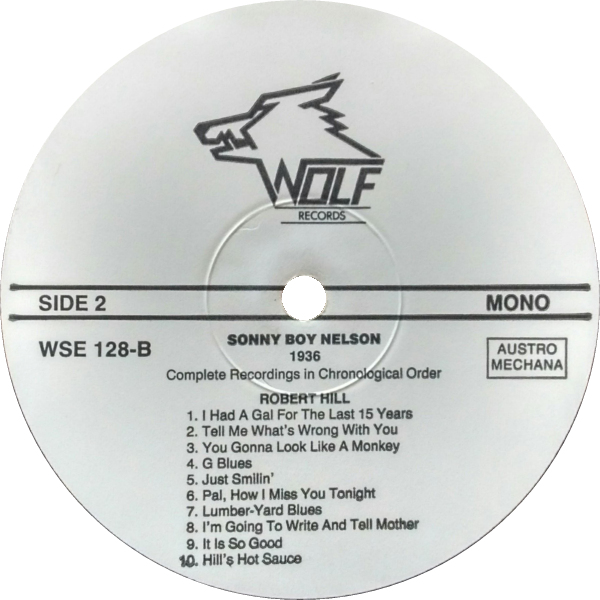 WOLF
RECORDS
SIDE 2
MONO
WSE 128-B
AUSTRO
MECHANA
SONNY BOY NELSON
1936
Complete Recordings in Chronological Order
ROBERT HILL
1. I Had A Gal For The Last 15 Years
2. Tell Me What's Wrong With You
3. You Gonna Look Like A Monkey
4. G Blues
5. Just Smilin'
6. Pal, How I Miss You Tonight
7. Lumber-Yard Blues
8. I'm Going To Write And Tell Mother
9. It Is So Good
10. Hill's Hot Sauce